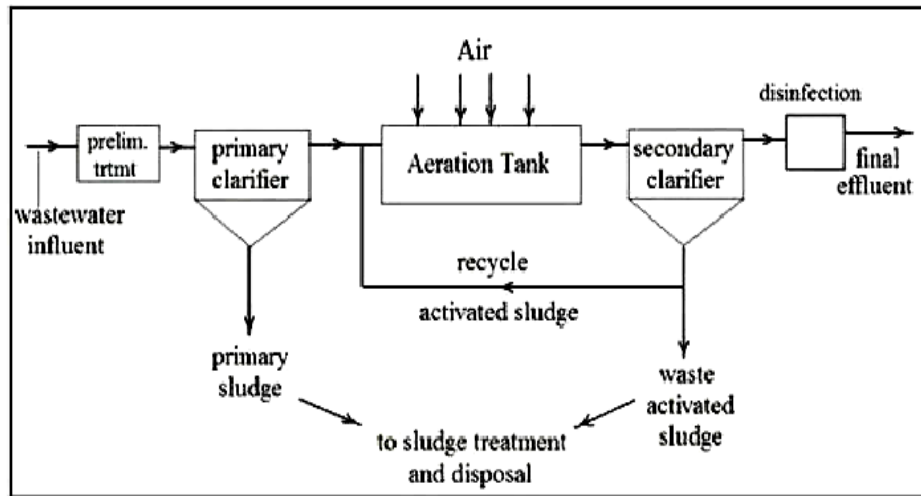 Air
disinfection
prelim.
trtmt
primary
clarifier
Aeration Tank
secondary
clarifier
final
effluent
wastewater
influent
recycle
activated sludge
primary
sludge
waste
activated
sludge
to sludge treatment
and disposal